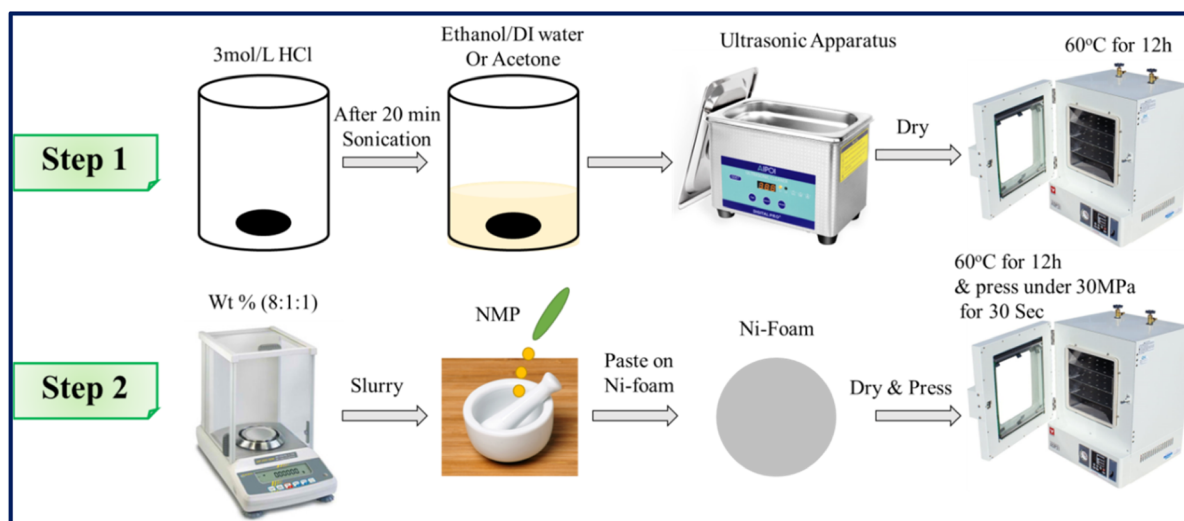 3mol/L HCl
Ethanol/DI water
Or Acetone
Ultrasonic Apparatus
60°C for 12h
Step 1
After 20 min
Sonication
Dry
Step 2
Wt % (8:1:1)
Slurry
NMP
Paste on
Ni-foam
Ni-Foam
Dry & Press
60°C for 12h
& press under 30MPa
for 30 Sec